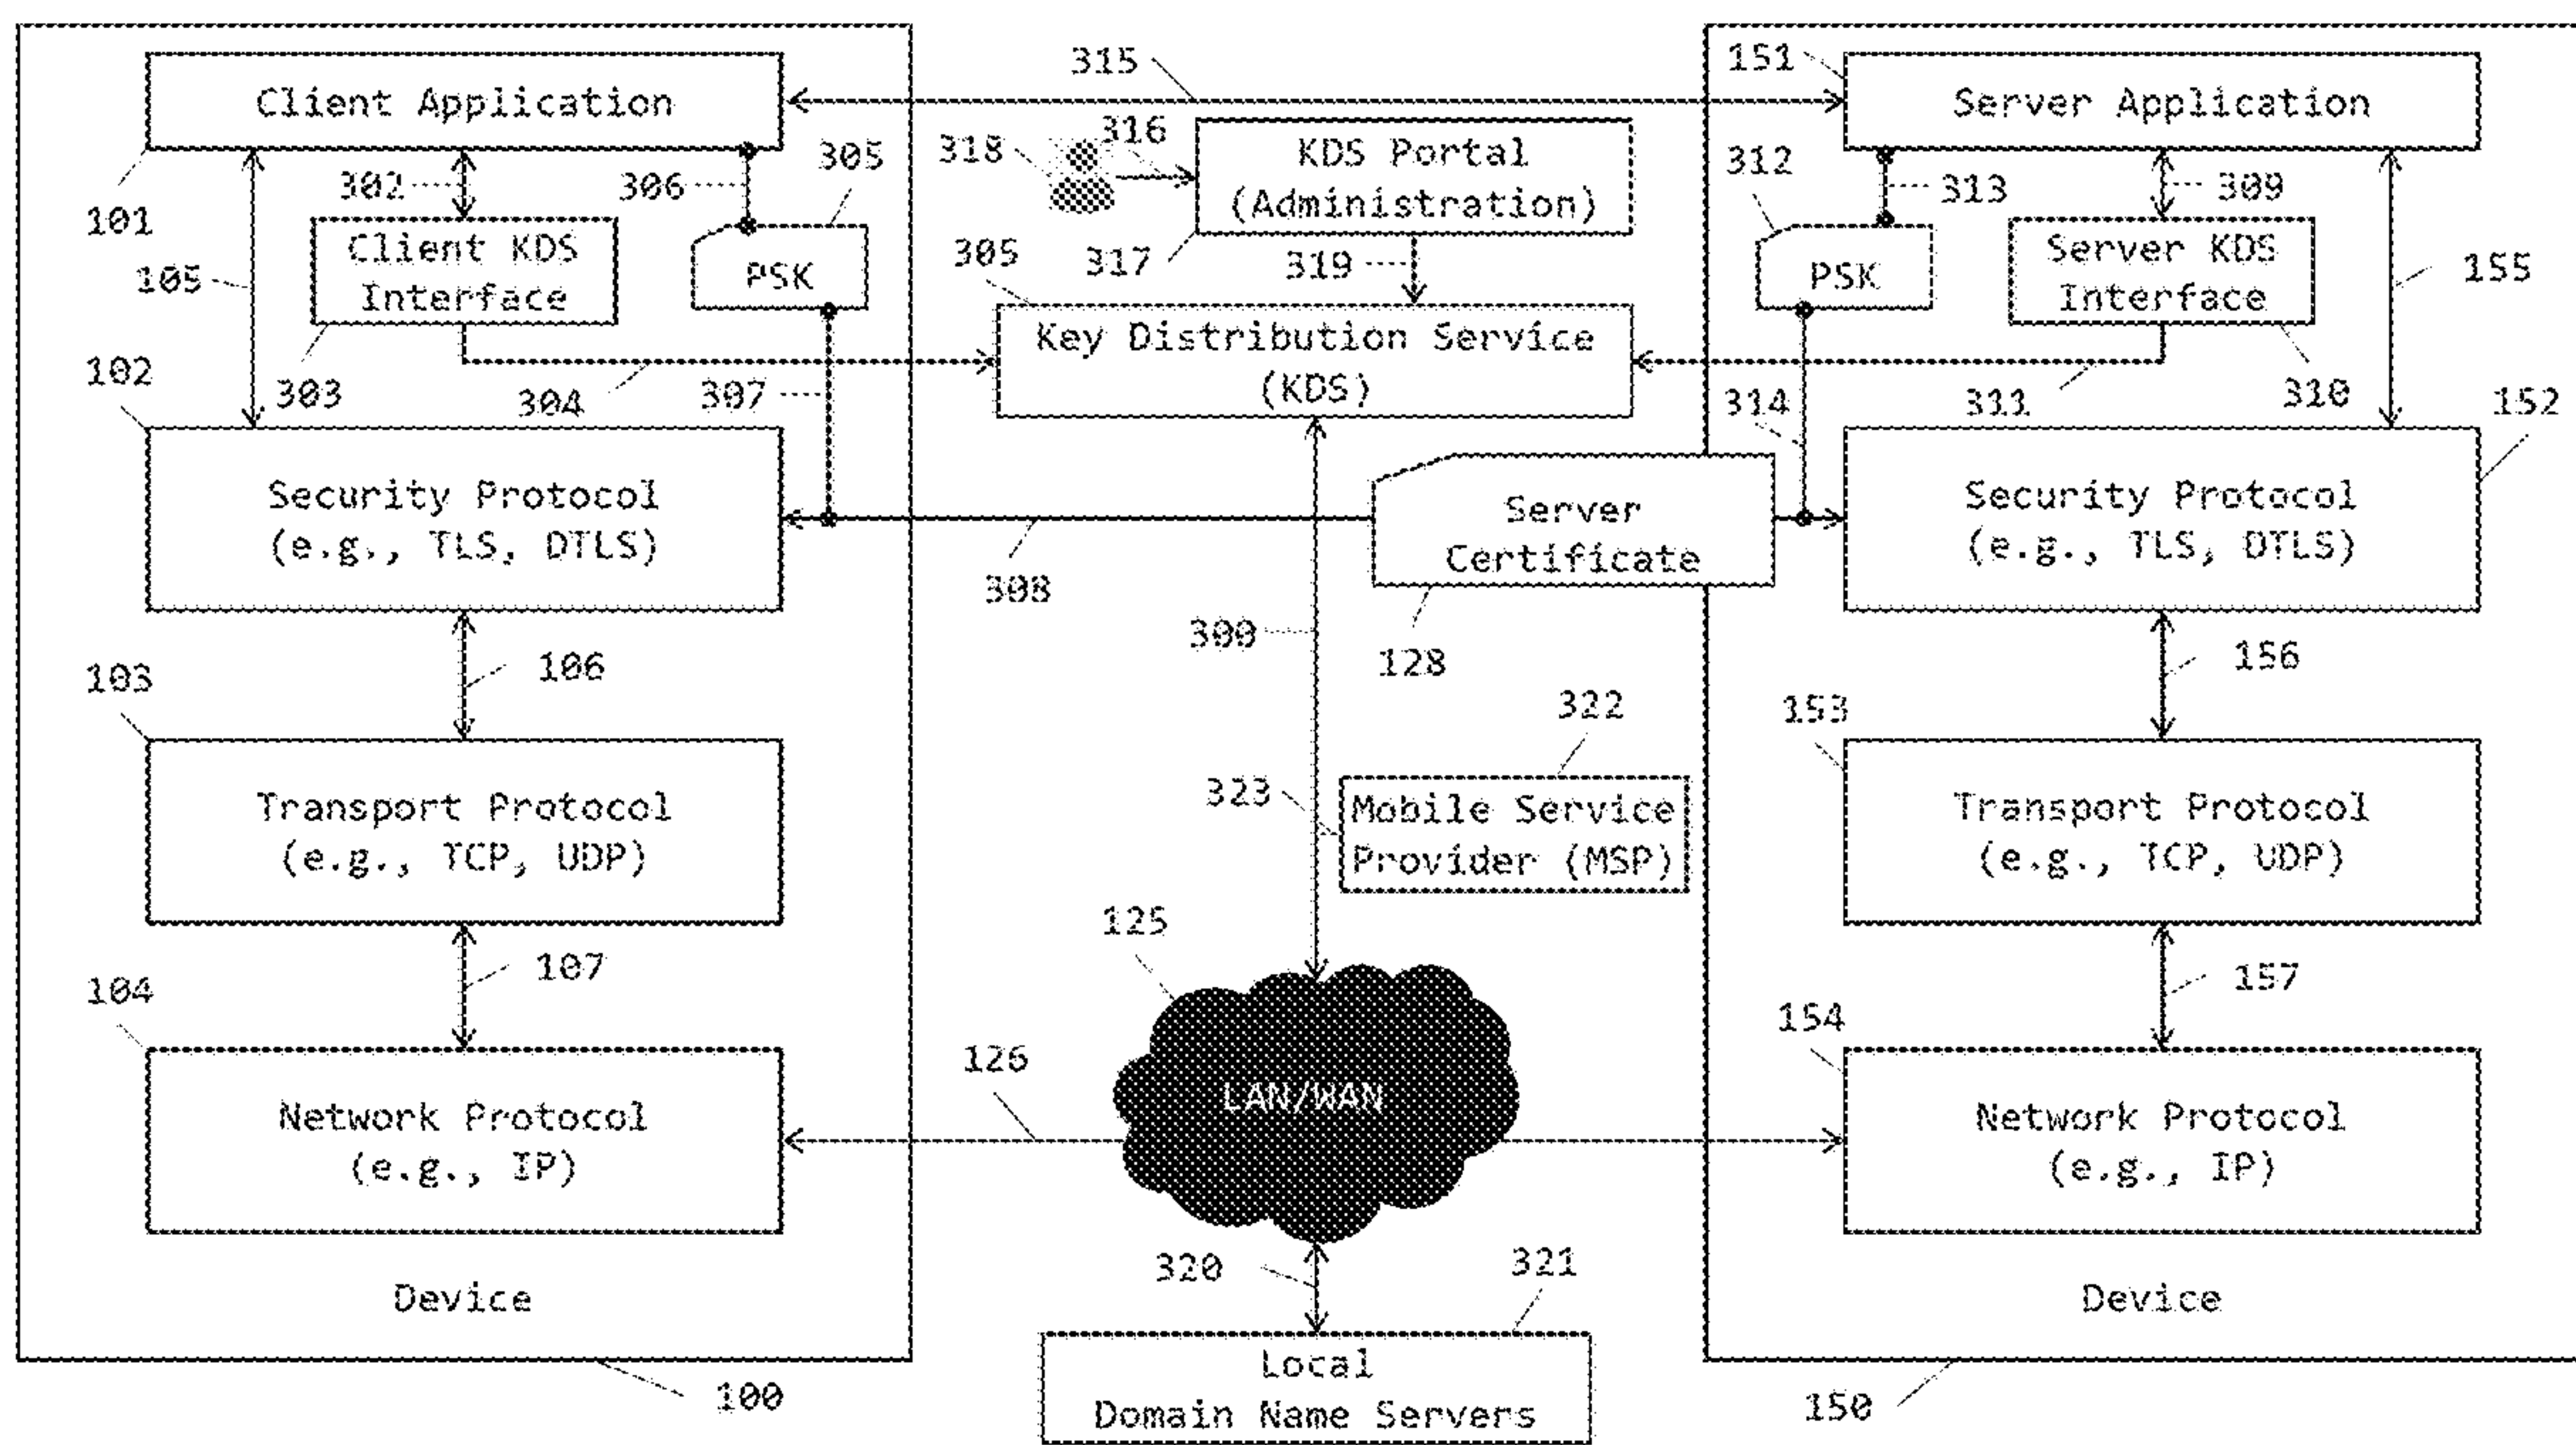 315
151
Client Application
Server Application
316
318
KDS Portal
(Administration)
305
312
302
306
313
309
101
Client KDS
Interface
PSK
317
319
305
PSK
Server KDS
Interface
105
155
Key Distribution Service
(KDS)
102
303
304
307
314
311
310
152
Security Protocol
(e.g., TLS, DTLS)
Server
Certificate
Security Protocol
(e.g., TLS, DTLS)
308
300
128
103
106
156
322
153
323
Mobile Service
Provider (MSP)
Transport Protocol
(e.g., TCP, UDP)
Transport Protocol
(e.g., TCP, UDP)
125
104
107
157
154
126
LAN/WAN
Network Protocol
(e.g., IP)
Network Protocol
(e.g., IP)
320
321
Device
Device
Local
Domain Name Servers
100
150